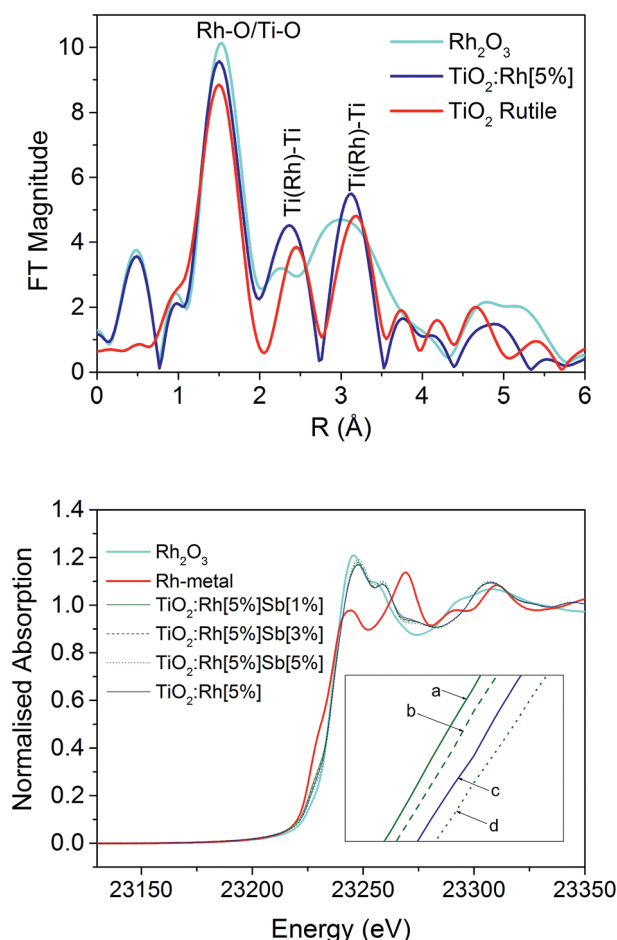 Rh-O/Ti-O
Rh₂O₃
TiO₂:Rh[5%]
TiO₂ Rutile
Ti(Rh)-Ti
Ti(Rh)-Ti
FT Magnitude
10
8
6
4
2
0
0 1 2 3 4 5 6
R (Å)
Normalised Absorption
1.4
1.2
1.0
0.8
0.6
0.4
0.2
0.0
Rh₂O₃
Rh-metal
TiO₂:Rh[5%]Sb[1%]
TiO₂:Rh[5%]Sb[3%]
TiO₂:Rh[5%]Sb[5%]
TiO₂:Rh[5%]
a
b
c
d
23150 23200 23250 23300 23350
Energy (eV)